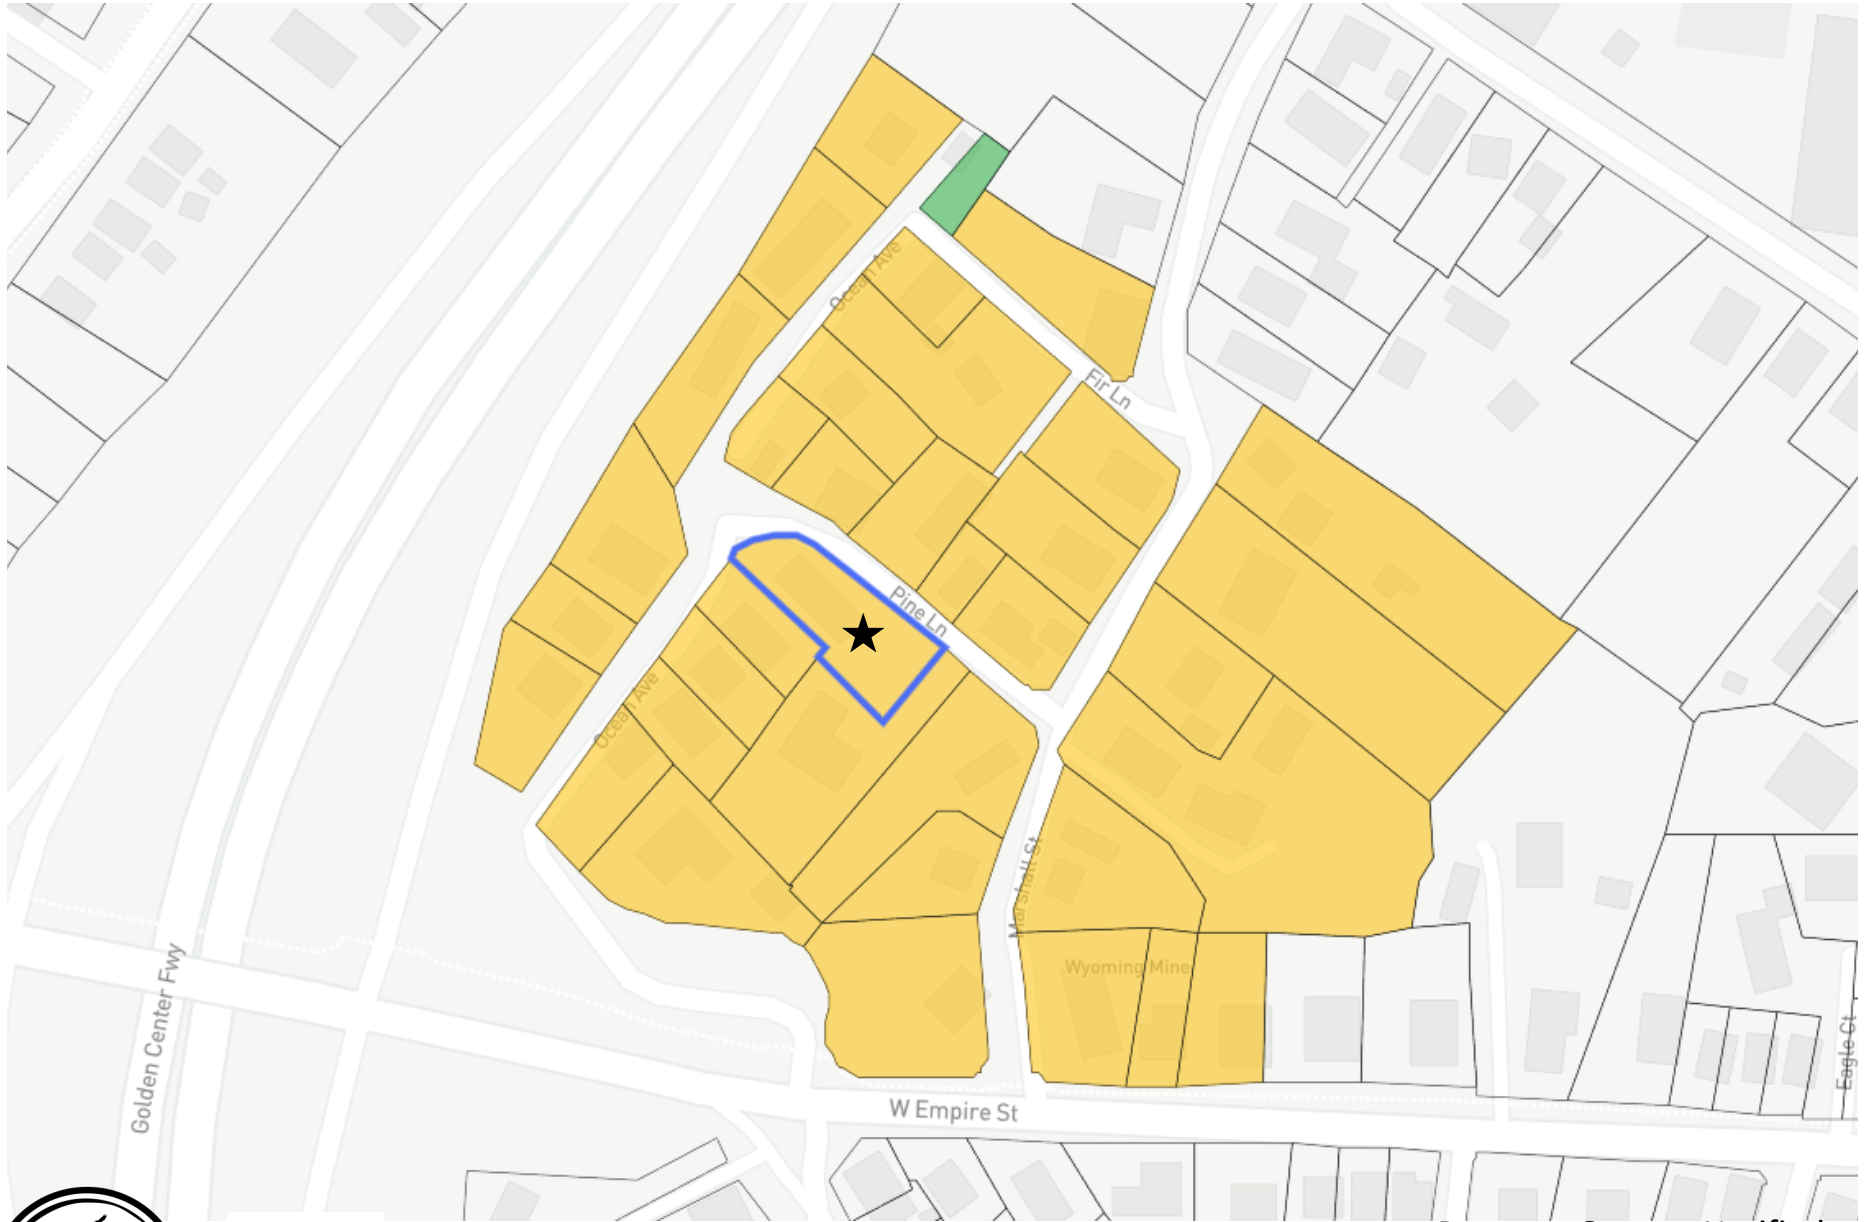 Ocean Ave
Fir Ln
Pine Ln
Ocean Ave
Marshall St
Wyoming Mine
Golden Center Fwy
W Empire St
Eagle Ct